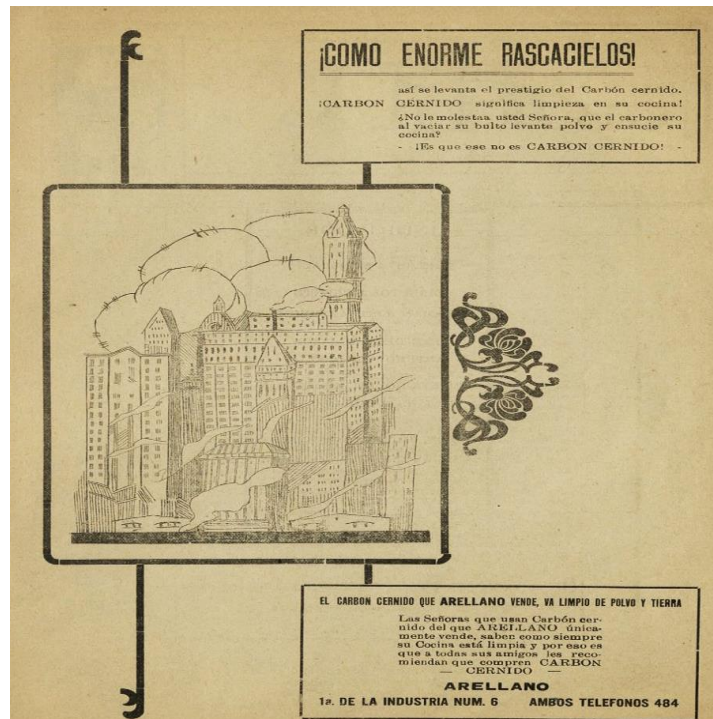 ¡COMO ENORME RASCACIELOS!
así se levanta el prestigio del Carbón cernido.
¡CARBON CERNIDO significa limpieza en su cocina!
¿No le molestaa usted Señora, que el carbonero
al vaciar su bulto levante polvo y ensucie su
cocina?
- ¡Es que ese no es CARBON CERNIDO! -
EL CARBON CERNIDO QUE ARELLANO VENDE, VA LIMPIO DE POLVO Y TIERRA
Las Señoras que usan Carbón cer-
nido del que ARELLANO única-
mente vende, saben como siempre
su Cocina está limpia y por eso es
que a todas sus amigos les reco-
miendan que compren CARBON
— CERNIDO —
ARELLANO
1a. DE LA INDUSTRIA NUM. 6 AMBOS TELEFONOS 484